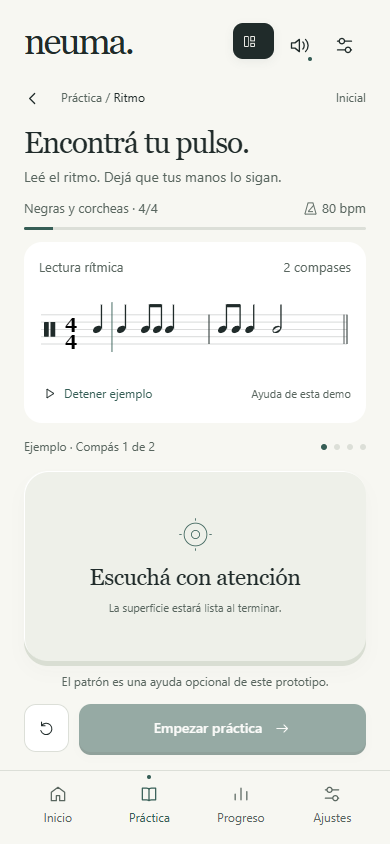 neuma.
Práctica / Ritmo
Inicial
Encontrá tu pulso.
Leé el ritmo. Dejá que tus manos lo sigan.
Negras y corcheas · 4/4
80 bpm
Lectura rítmica
2 compases
4
4
Detener ejemplo
Ayuda de esta demo
Ejemplo · Compás 1 de 2
Escuchá con atención
La superficie estará lista al terminar.
El patrón es una ayuda opcional de este prototipo.
Empezar práctica →
Inicio
Práctica
Progreso
Ajustes